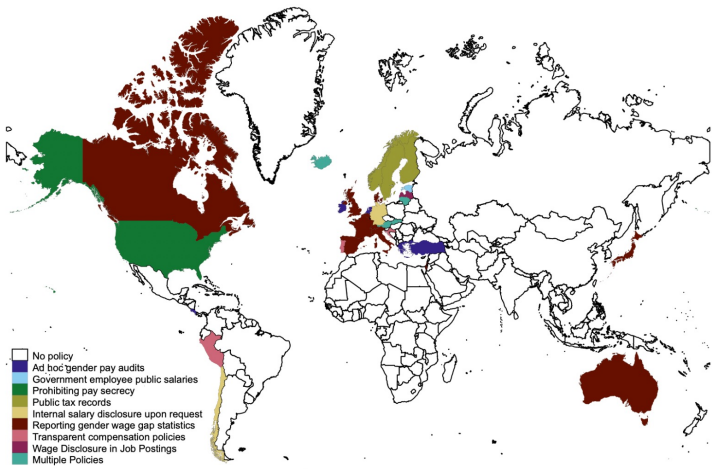 No policy
Ad hoc gender pay audits
Government employee public salaries
Prohibiting pay secrecy
Public tax records
Internal salary disclosure upon request
Reporting gender wage gap statistics
Transparent compensation policies
Wage Disclosure in Job Postings
Multiple Policies